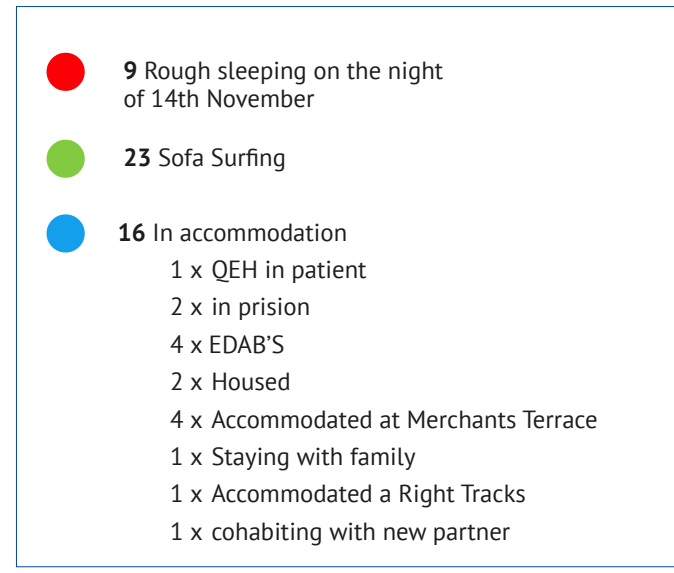 9 Rough sleeping on the night
of 14th November
23 Sofa Surfing
16 In accommodation
1 x QEH in patient
2 x in prision
4 x EDAB'S
2 x Housed
4 x Accommodated at Merchants Terrace
1 x Staying with family
1 x Accommodated a Right Tracks
1 x cohabiting with new partner